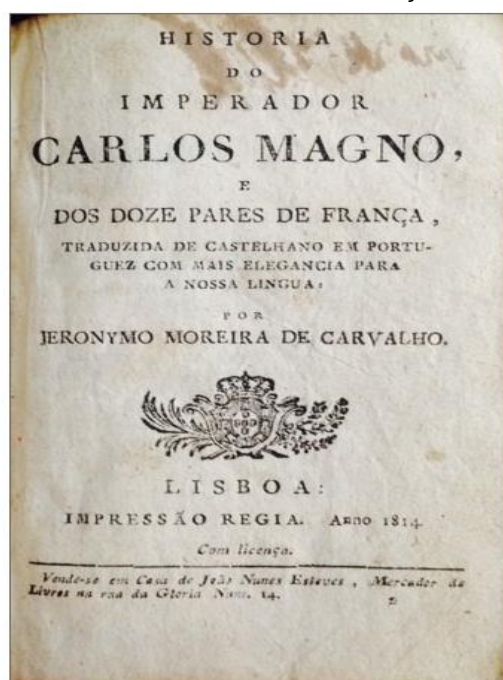 HISTORIA
DO
IMPERADOR
CARLOS MAGNO,
E
DOS DOZE PARES DE FRANÇA,
TRADUZIDA DE CASTELHANO EM PORTU-
GUEZ COM MAIS ELEGANCIA PARA
A NOSSA LINGUA:
POR
JERONYMO MOREIRA DE CARVALHO.
LISBOA:
IMPRESSÃO REGIA. Anno 1814.
Com licença.
Vende-se em Casa de João Nunes Esteves, Mercador de
Livros na rua da Gloria Num. 14.